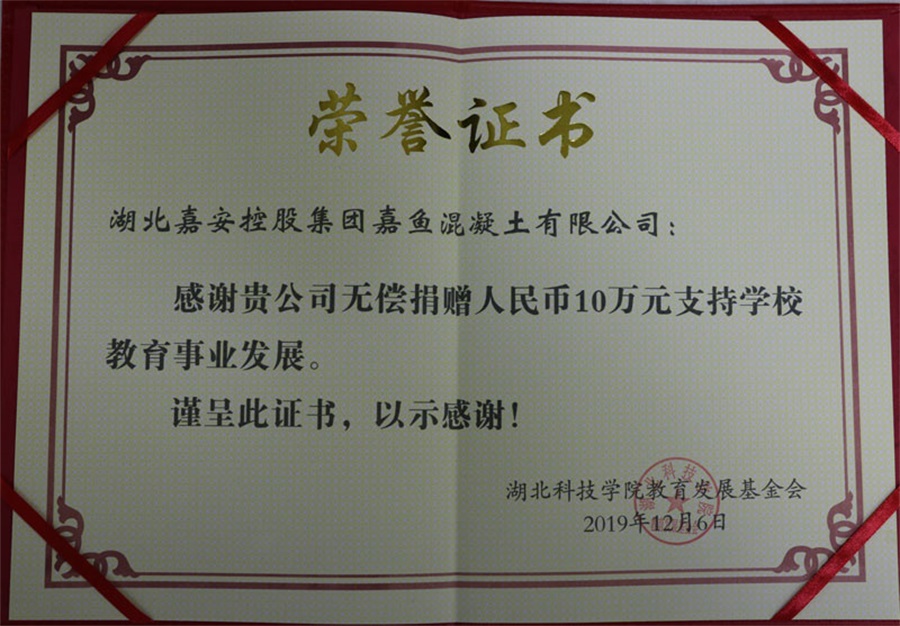 荣誉证书
湖北嘉安控股集团嘉鱼混凝土有限公司：
感谢贵公司无偿捐赠人民币10万元支持学校
教育事业发展。
谨呈此证书，以示感谢！
湖北科技学院教育发展基金会
2019年12月6日